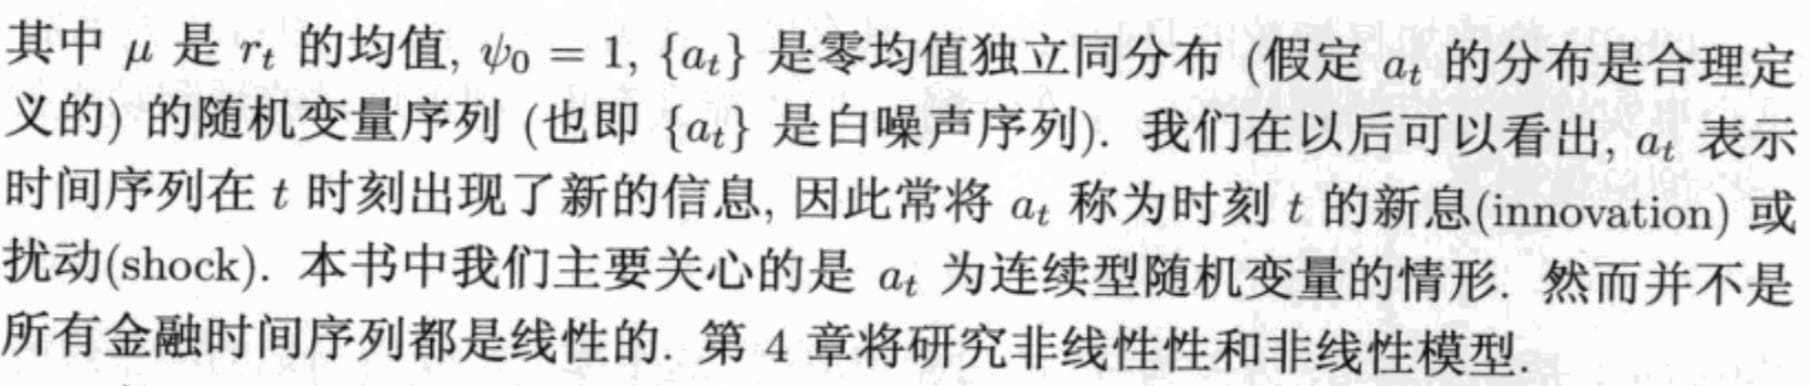 其中 μ 是 r_t 的均值, ψ_0 = 1, {a_t} 是零均值独立同分布 (假定 a_t 的分布是合理定
义的) 的随机变量序列 (也即 {a_t} 是白噪声序列). 我们在以后可以看出, a_t 表示
时间序列在 t 时刻出现了新的信息, 因此常将 a_t 称为时刻 t 的新息(innovation) 或
扰动(shock). 本书中我们主要关心的是 a_t 为连续型随机变量的情形. 然而并不是
所有金融时间序列都是线性的. 第 4 章将研究非线性性和非线性模型.